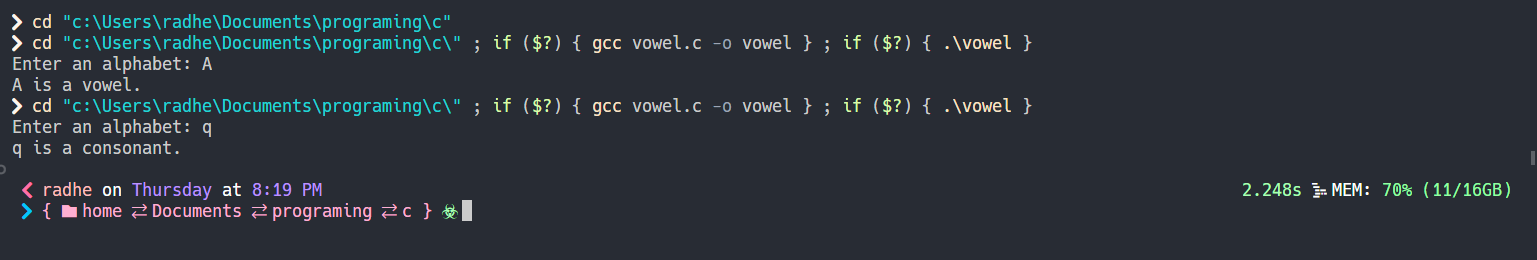 ❯ cd "c:\Users\radhe\Documents\programing\c"
❯ cd "c:\Users\radhe\Documents\programing\c\" ; if ($?) { gcc vowel.c -o vowel } ; if ($?) { .\vowel }
Enter an alphabet: A
A is a vowel.
❯ cd "c:\Users\radhe\Documents\programing\c\" ; if ($?) { gcc vowel.c -o vowel } ; if ($?) { .\vowel }
Enter an alphabet: q
q is a consonant.
❮ radhe on Thursday at 8:19 PM 2.248s MEM: 70% (11/16GB)
❯ { home ⇄ Documents ⇄ programing ⇄ c } ☣